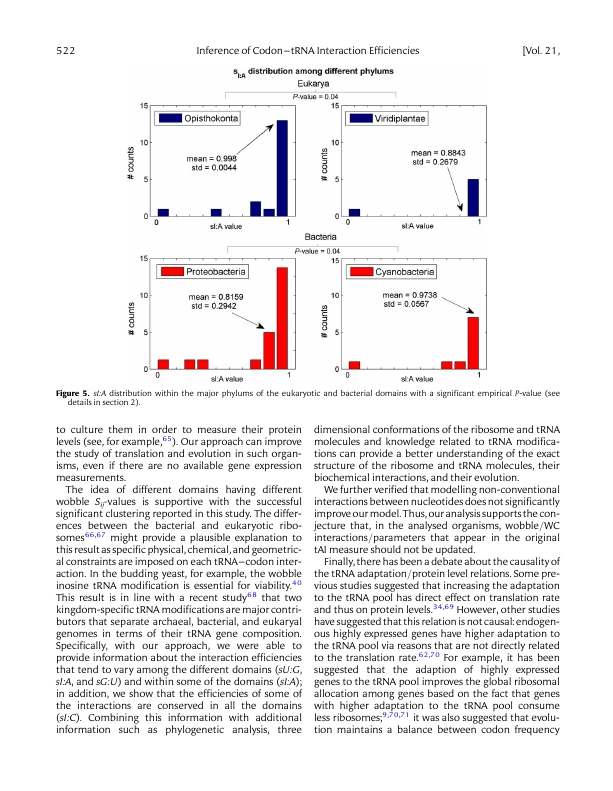 522
Inference of Codon−tRNA Interaction Efficiencies
[Vol. 21,
sI:A distribution among different phylums
Eukarya
P-value = 0.04
15
10
5
0
# counts
Opisthokonta
mean = 0.998
std = 0.0044
0
1
sI:A value
15
10
5
0
# counts
Viridiplantae
mean = 0.8843
std = 0.2679
0
1
sI:A value
Bacteria
P-value = 0.04
15
10
5
0
# counts
Proteobacteria
mean = 0.8159
std = 0.2942
0
1
sI:A value
15
10
5
0
# counts
Cyanobacteria
mean = 0.9738
std = 0.0567
0
1
sI:A value
Figure 5. sI:A distribution within the major phylums of the eukaryotic and bacterial domains with a significant empirical P-value (see
details in section 2).
to culture them in order to measure their protein
levels (see, for example,65). Our approach can improve
the study of translation and evolution in such organ-
isms, even if there are no available gene expression
measurements.
The idea of different domains having different
wobble Sij-values is supportive with the successful
significant clustering reported in this study. The differ-
ences between the bacterial and eukaryotic ribo-
somes66,67 might provide a plausible explanation to
this result as specific physical, chemical, and geometric-
al constraints are imposed on each tRNA−codon inter-
action. In the budding yeast, for example, the wobble
inosine tRNA modification is essential for viability.40
This result is in line with a recent study68 that two
kingdom-specific tRNA modifications are major contri-
butors that separate archaeal, bacterial, and eukaryal
genomes in terms of their tRNA gene composition.
Specifically, with our approach, we were able to
provide information about the interaction efficiencies
that tend to vary among the different domains (sU:G,
sI:A, and sG:U) and within some of the domains (sI:A);
in addition, we show that the efficiencies of some of
the interactions are conserved in all the domains
(sI:C). Combining this information with additional
information such as phylogenetic analysis, three
dimensional conformations of the ribosome and tRNA
molecules and knowledge related to tRNA modifica-
tions can provide a better understanding of the exact
structure of the ribosome and tRNA molecules, their
biochemical interactions, and their evolution.
We further verified that modelling non-conventional
interactions between nucleotides does not significantly
improve our model. Thus, our analysis supports the con-
jecture that, in the analysed organisms, wobble/WC
interactions/parameters that appear in the original
tAI measure should not be updated.
Finally, there has been a debate about the causality of
the tRNA adaptation/protein level relations. Some pre-
vious studies suggested that increasing the adaptation
to the tRNA pool has direct effect on translation rate
and thus on protein levels.34,69 However, other studies
have suggested that this relation is not causal: endogen-
ous highly expressed genes have higher adaptation to
the tRNA pool via reasons that are not directly related
to the translation rate.62,70 For example, it has been
suggested that the adaption of highly expressed
genes to the tRNA pool improves the global ribosomal
allocation among genes based on the fact that genes
with higher adaptation to the tRNA pool consume
less ribosomes;9,70,71 it was also suggested that evolu-
tion maintains a balance between codon frequency